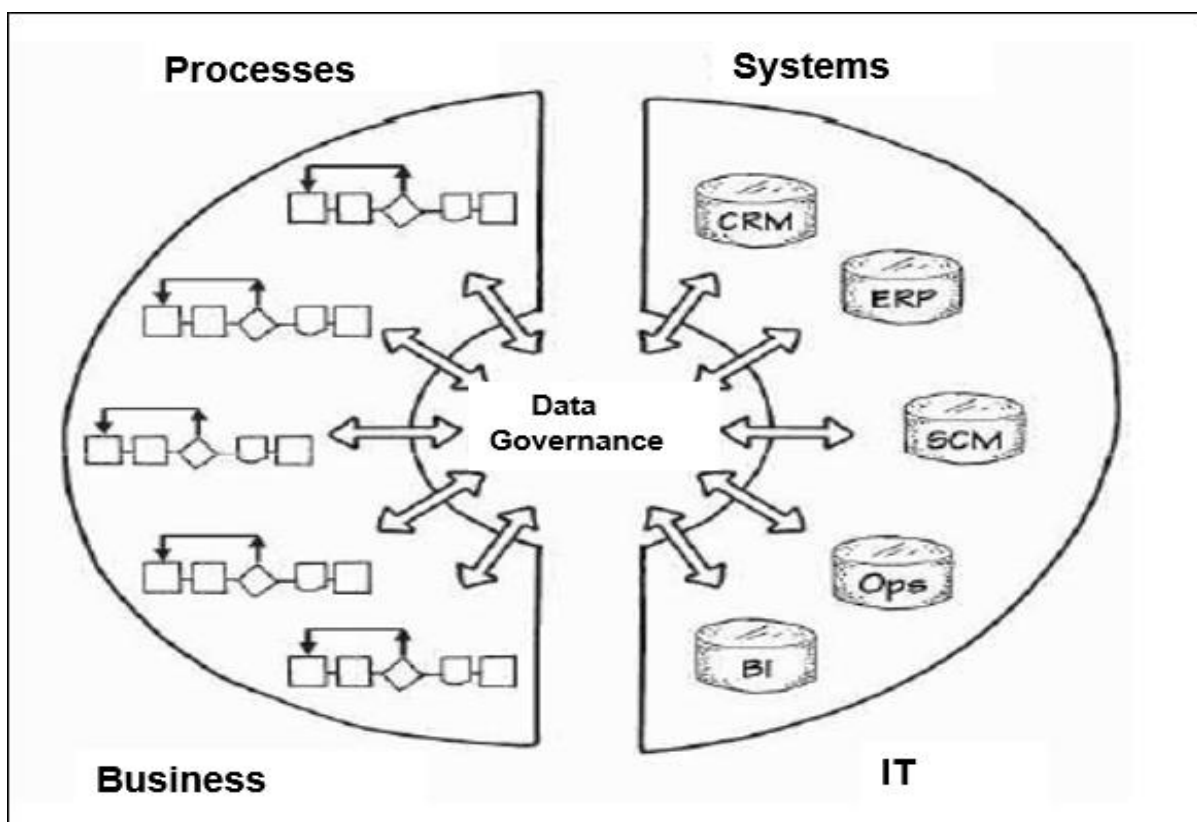 Processes
Systems
CRM
ERP
Data
Governance
SCM
Ops
BI
Business
IT